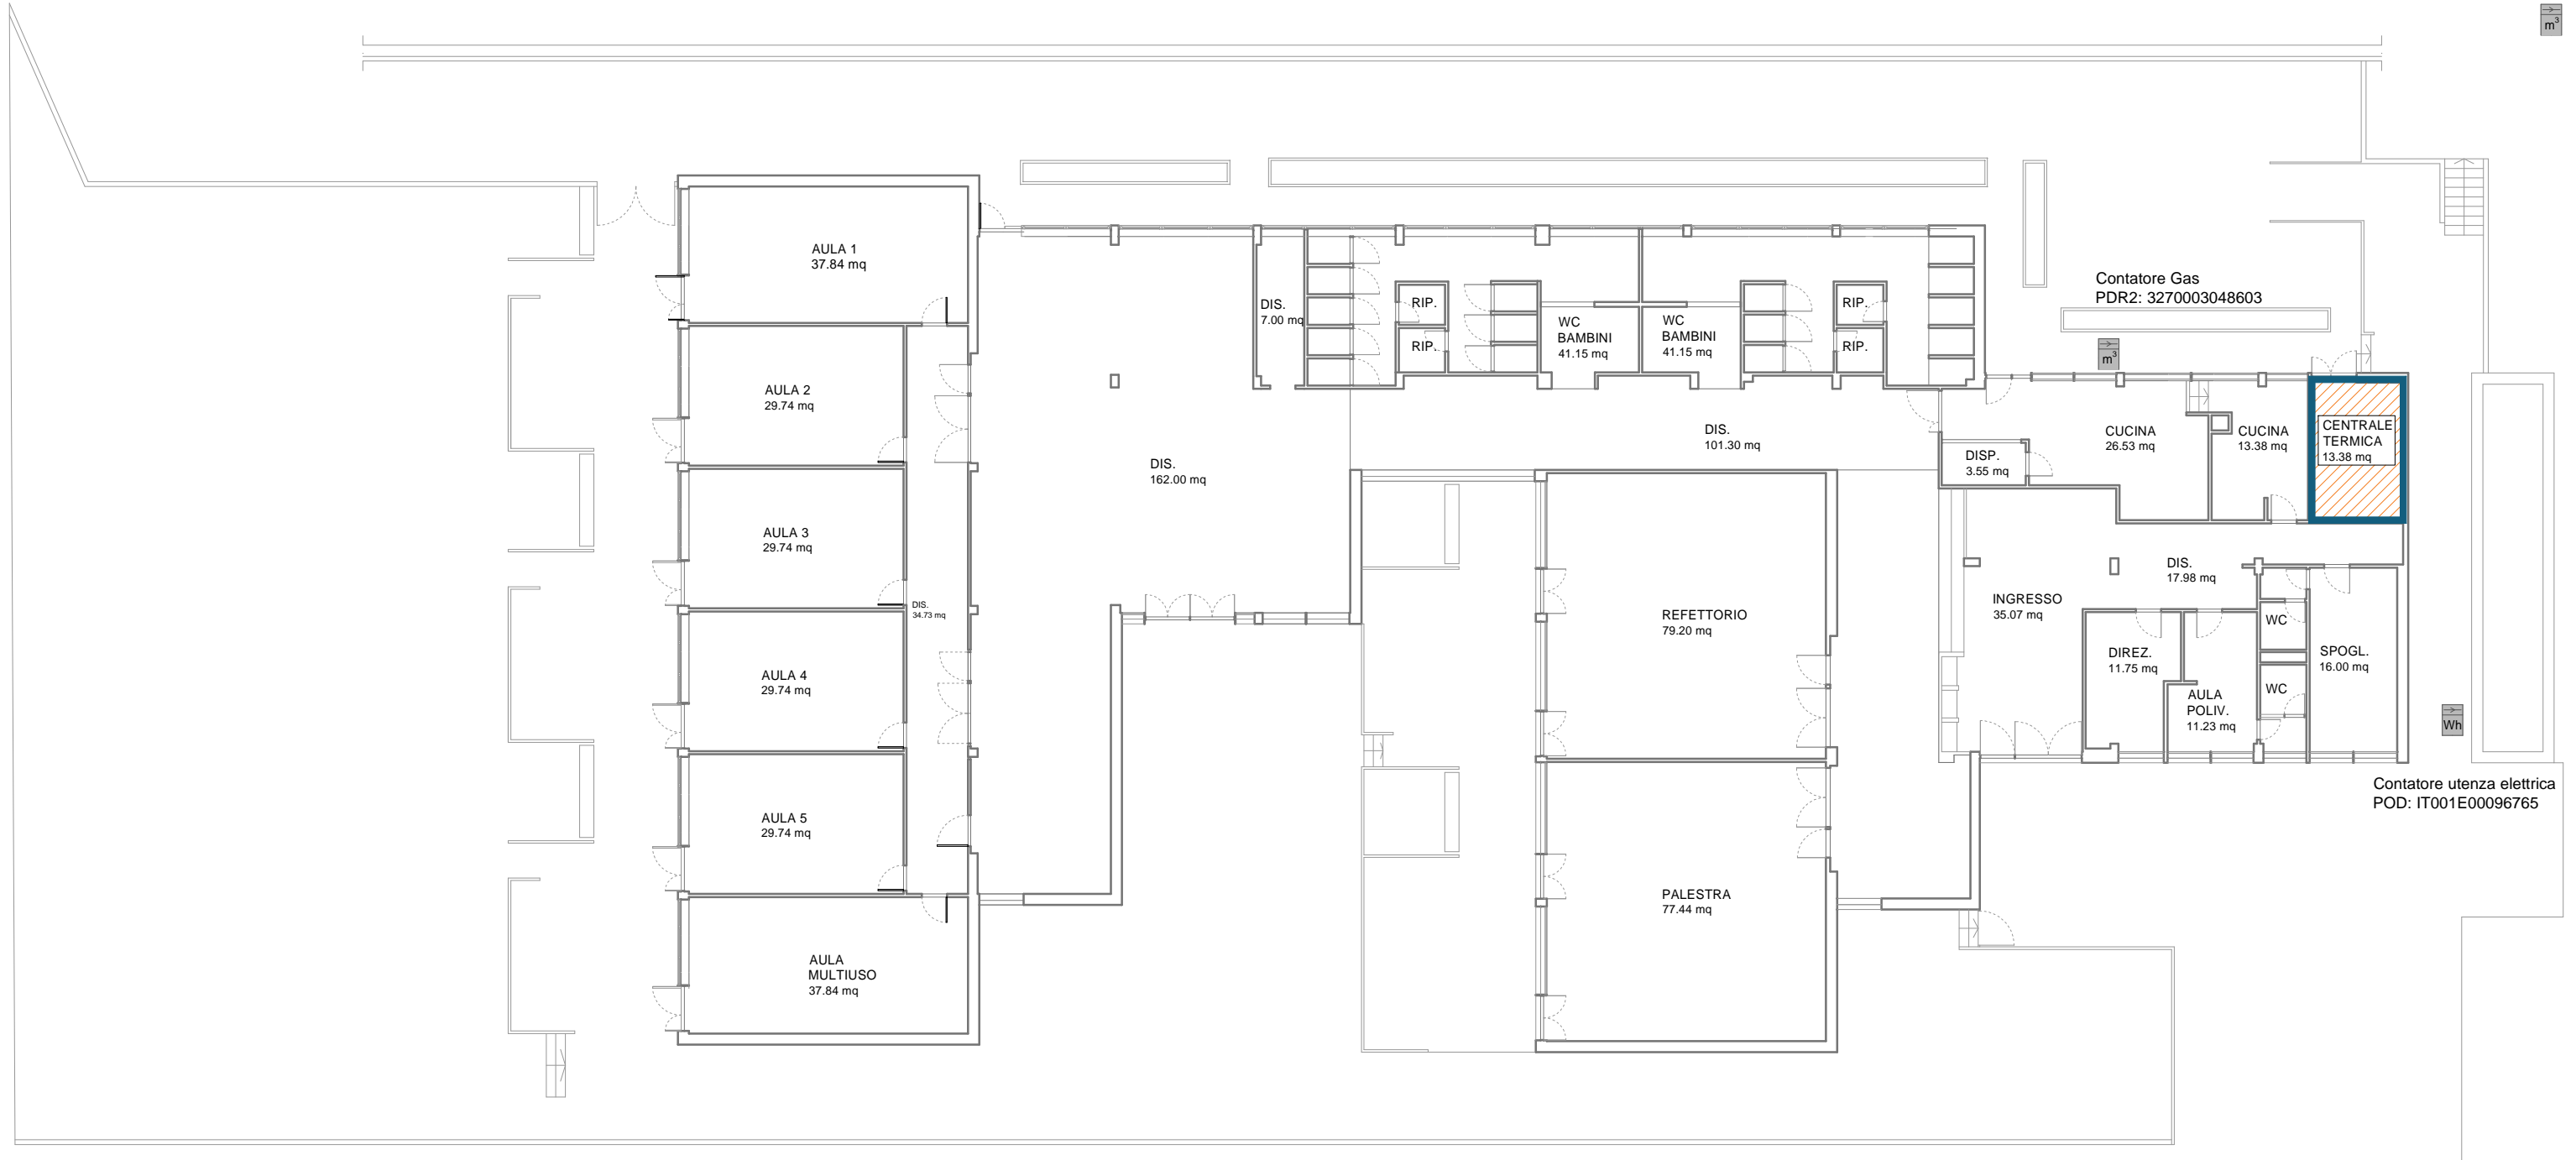 m³
AULA 1
37.84 mq
Contatore Gas
PDR2: 3270003048603
m³
DIS.
7.00 mq
RIP.
RIP.
WC
BAMBINI
41.15 mq
WC
BAMBINI
41.15 mq
RIP.
RIP.
AULA 2
29.74 mq
DIS.
162.00 mq
DIS.
101.30 mq
DISP.
3.55 mq
CUCINA
26.53 mq
CUCINA
13.38 mq
CENTRALE
TERMICA
13.38 mq
AULA 3
29.74 mq
DIS.
34.73 mq
REFETTORIO
79.20 mq
INGRESSO
35.07 mq
DIS.
17.98 mq
WC
WC
DIREZ.
11.75 mq
AULA
POLIV.
11.23 mq
SPOGL.
16.00 mq
Wh
AULA 4
29.74 mq
Contatore utenza elettrica
POD: IT001E00096765
AULA 5
29.74 mq
PALESTRA
77.44 mq
AULA
MULTIUSO
37.84 mq